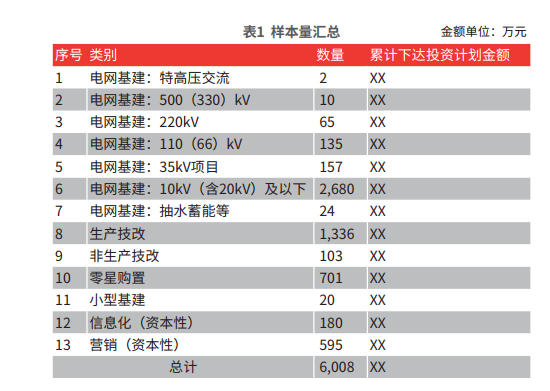 表1 样本量汇总 金额单位：万元
序号 类别 数量 累计下达投资计划金额
1 电网基建：特高压交流 2 XX
2 电网基建：500（330）kV 10 XX
3 电网基建：220kV 65 XX
4 电网基建：110（66）kV 135 XX
5 电网基建：35kV项目 157 XX
6 电网基建：10kV（含20kV）及以下 2,680 XX
7 电网基建：抽水蓄能等 24 XX
8 生产技改 1,336 XX
9 非生产技改 103 XX
10 零星购置 701 XX
11 小型基建 20 XX
12 信息化（资本性） 180 XX
13 营销（资本性） 595 XX
总计 6,008 XX